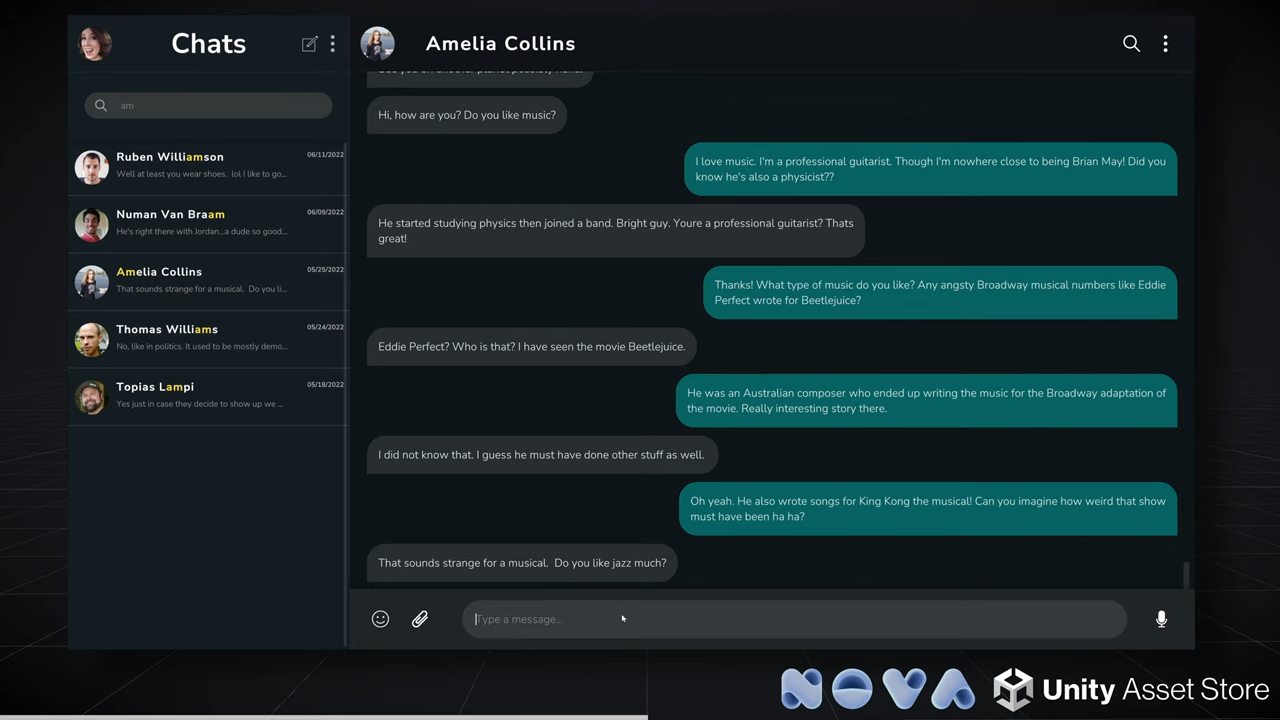 Chats
Amelia Collins
am
Ruben Williamson
06/11/2022
Well at least you wear shoes.  lol I like to go...
Numan Van Braam
06/09/2022
He's right there with Jordan...a dude so good...
Amelia Collins
05/25/2022
That sounds strange for a musical.  Do you li...
Thomas Williams
05/24/2022
No, like in politics. It used to be mostly demo...
Topias Lampi
05/18/2022
Yes just in case they decide to show up we ...
Hi, how are you? Do you like music?
I love music. I'm a professional guitarist. Though I'm nowhere close to being Brian May! Did you
know he's also a physicist??
He started studying physics then joined a band. Bright guy. Youre a professional guitarist? Thats
great!
Thanks! What type of music do you like? Any angsty Broadway musical numbers like Eddie
Perfect wrote for Beetlejuice?
Eddie Perfect? Who is that? I have seen the movie Beetlejuice.
He was an Australian composer who ended up writing the music for the Broadway adaptation of
the movie. Really interesting story there.
I did not know that. I guess he must have done other stuff as well.
Oh yeah. He also wrote songs for King Kong the musical! Can you imagine how weird that show
must have been ha ha?
That sounds strange for a musical.  Do you like jazz much?
Type a message...
NOVA
Unity Asset Store